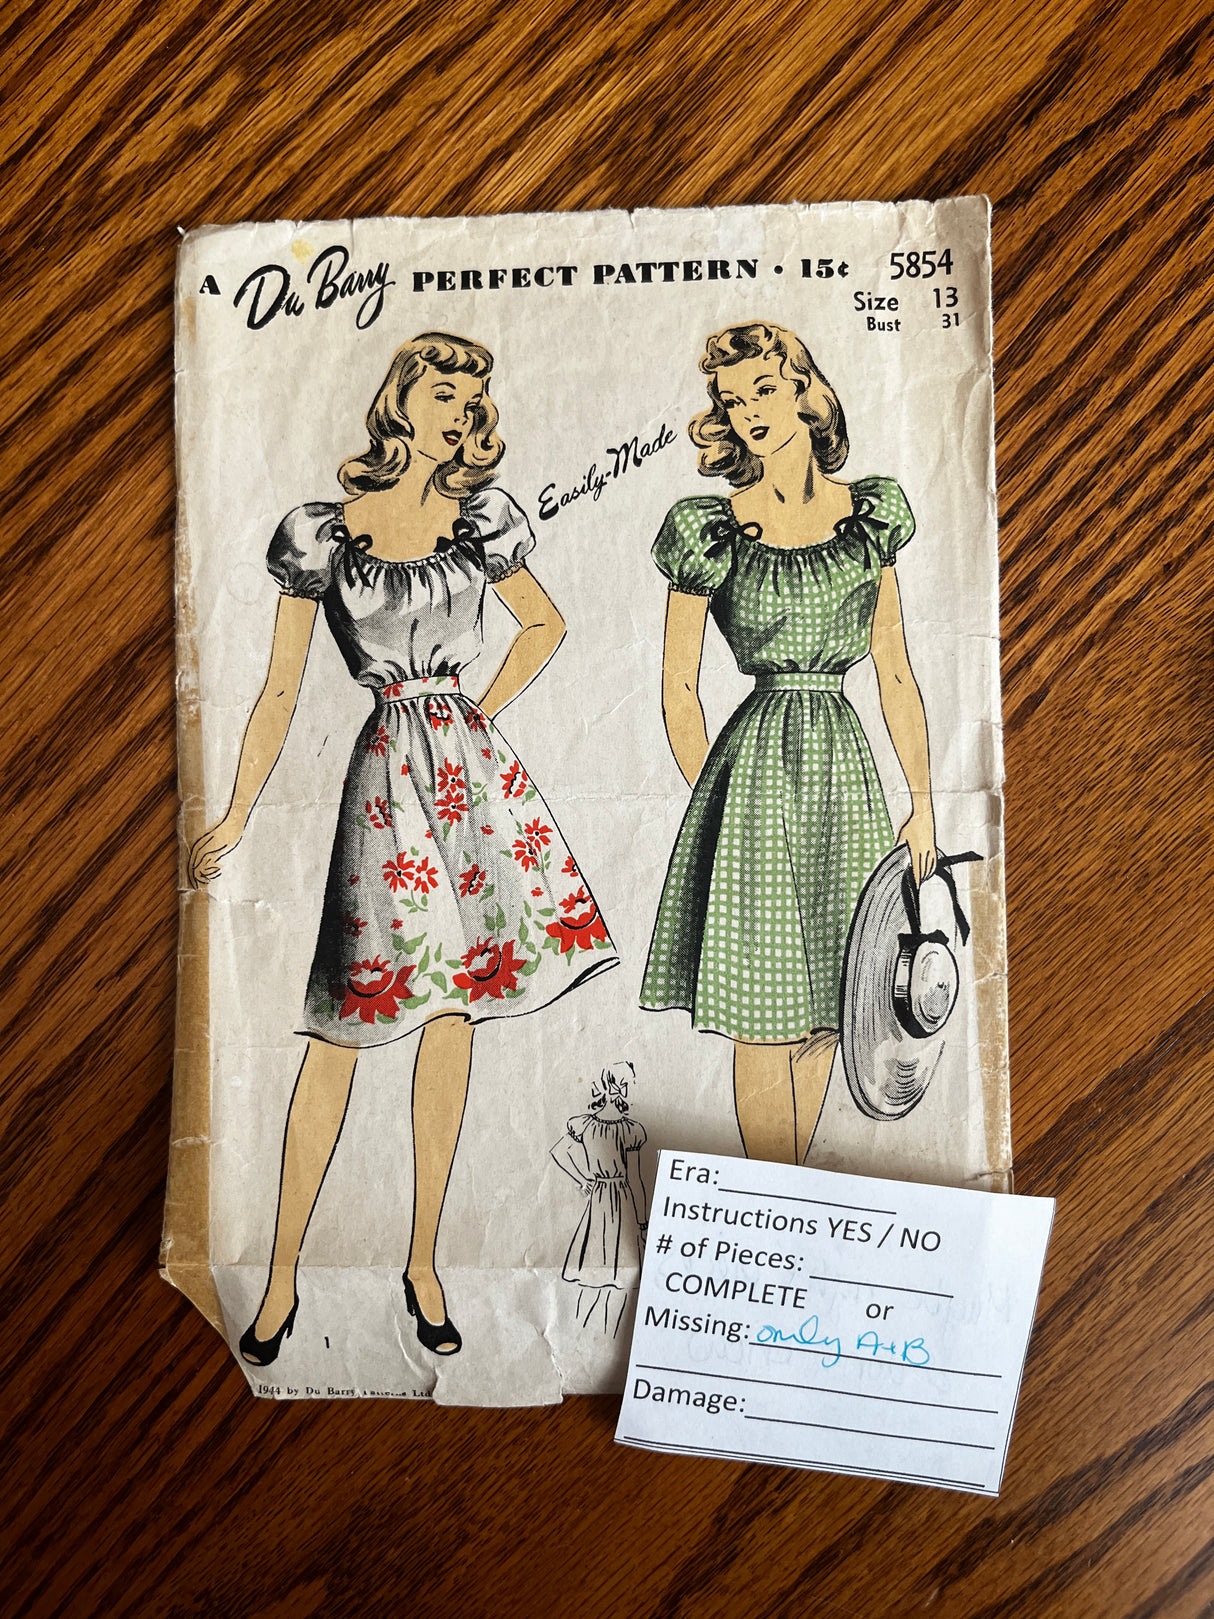 A Du Barry PERFECT PATTERN • 15¢ 5854
Size 13
Bust 31
Easily-Made
1
1944 by Du Barry Ltd
Era:
Instructions YES / NO
# of Pieces:
COMPLETE or
Missing: only A+B
Damage: